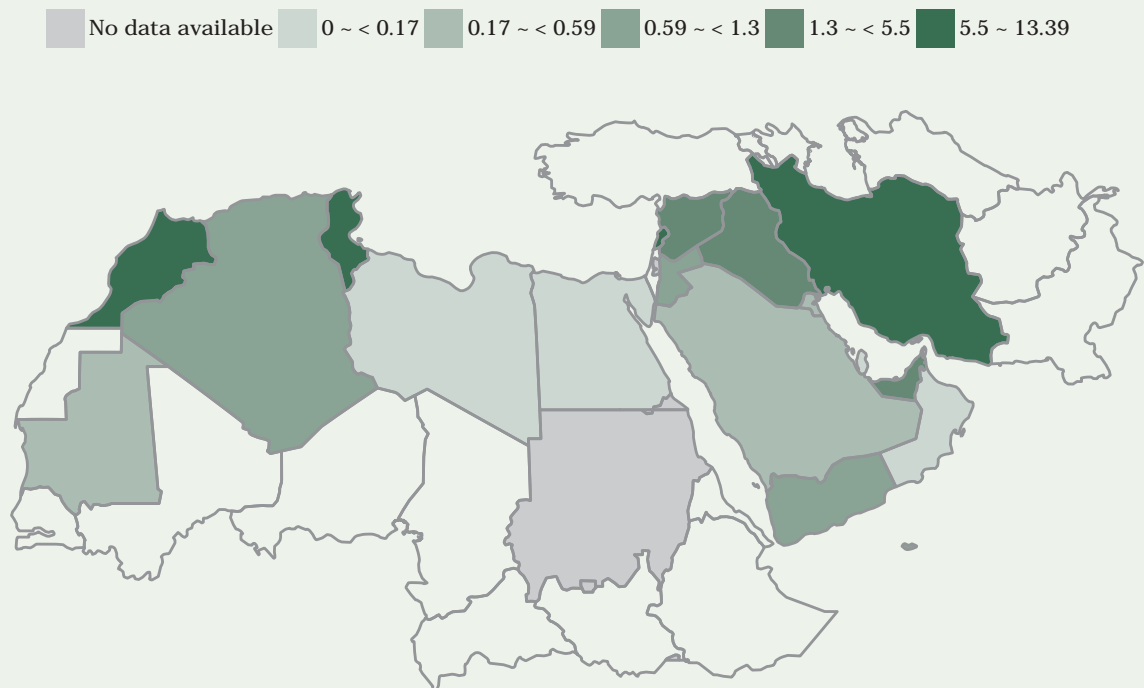 No data available 0 ~ < 0.17 0.17 ~ < 0.59 0.59 ~ < 1.3 1.3 ~ < 5.5 5.5 ~ 13.39